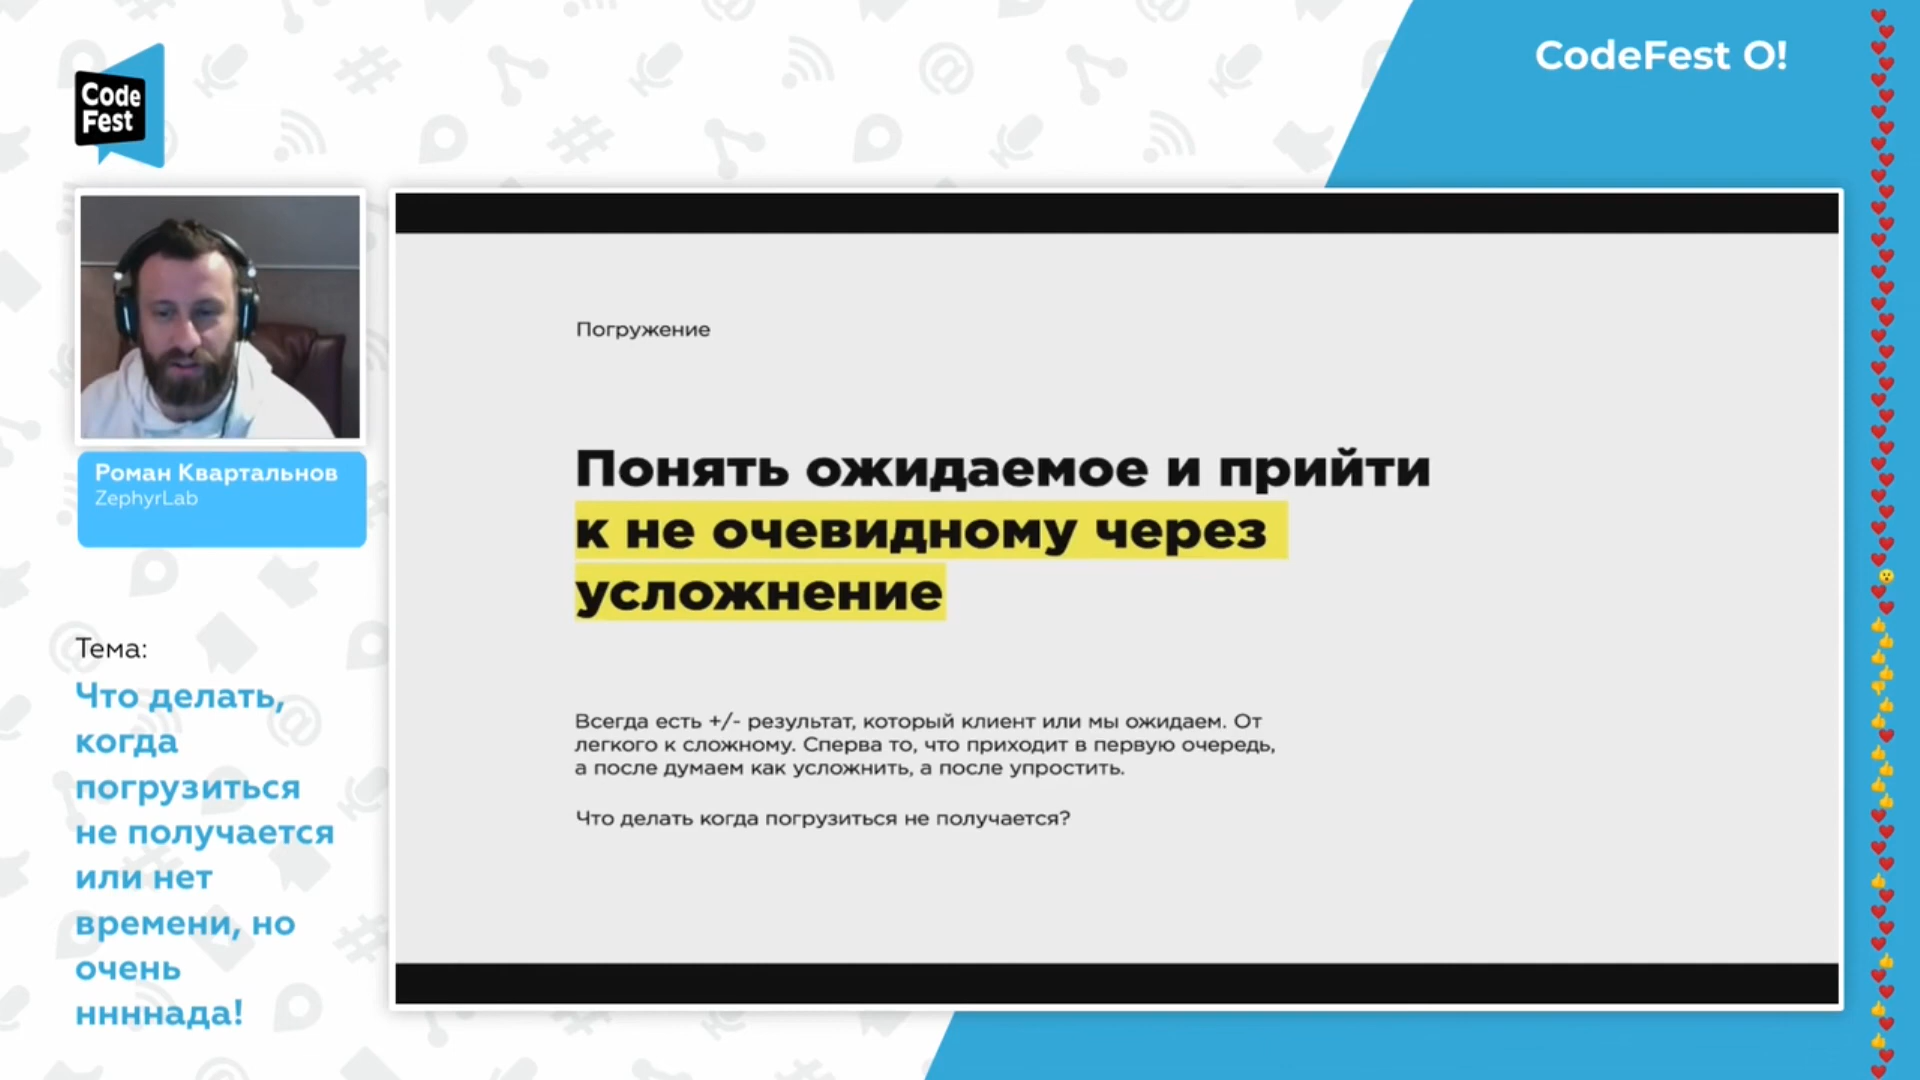 Code
Fest
CodeFest O!
Роман Квартальнов
ZephyrLab
Тема:
Что делать,
когда
погрузиться
не получается
или нет
времени, но
очень
ннннада!
Погружение
Понять ожидаемое и прийти
к не очевидному через
усложнение
Всегда есть +/- результат, который клиент или мы ожидаем. От
легкого к сложному. Сперва то, что приходит в первую очередь,
а после думаем как усложнить, а после упростить.
Что делать когда погрузиться не получается?